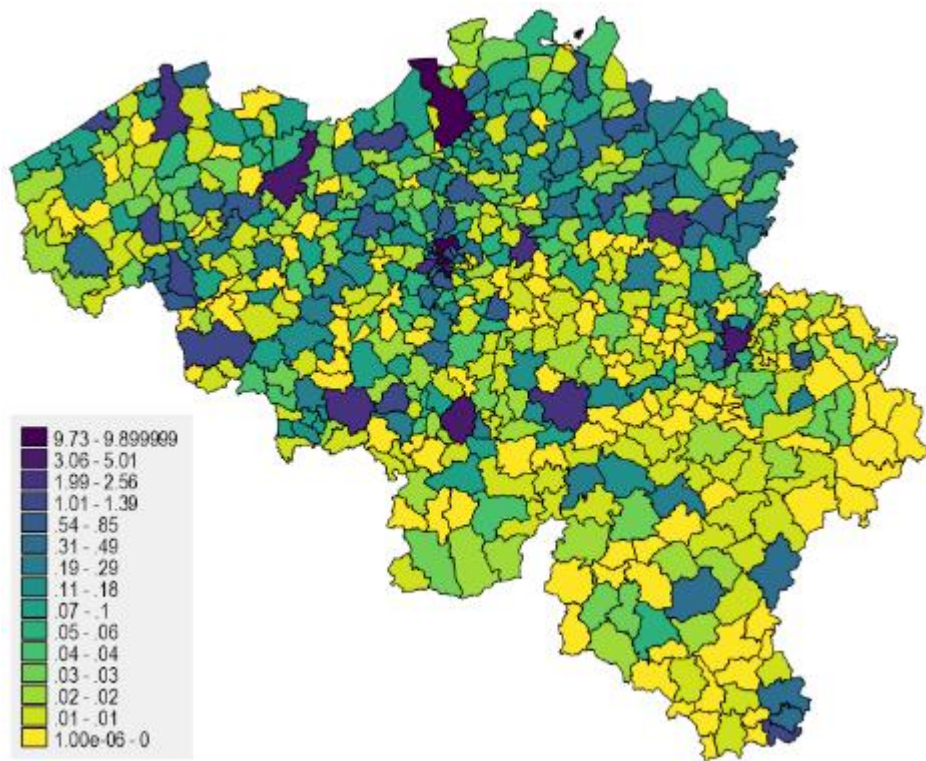 9.73 - 9.899999
3.06 - 5.01
1.99 - 2.56
1.01 - 1.39
.54 - .85
.31 - .49
.19 - .29
.11 - .18
.07 - .1
.05 - .06
.04 - .04
.03 - .03
.02 - .02
.01 - .01
1.00e-06 - 0